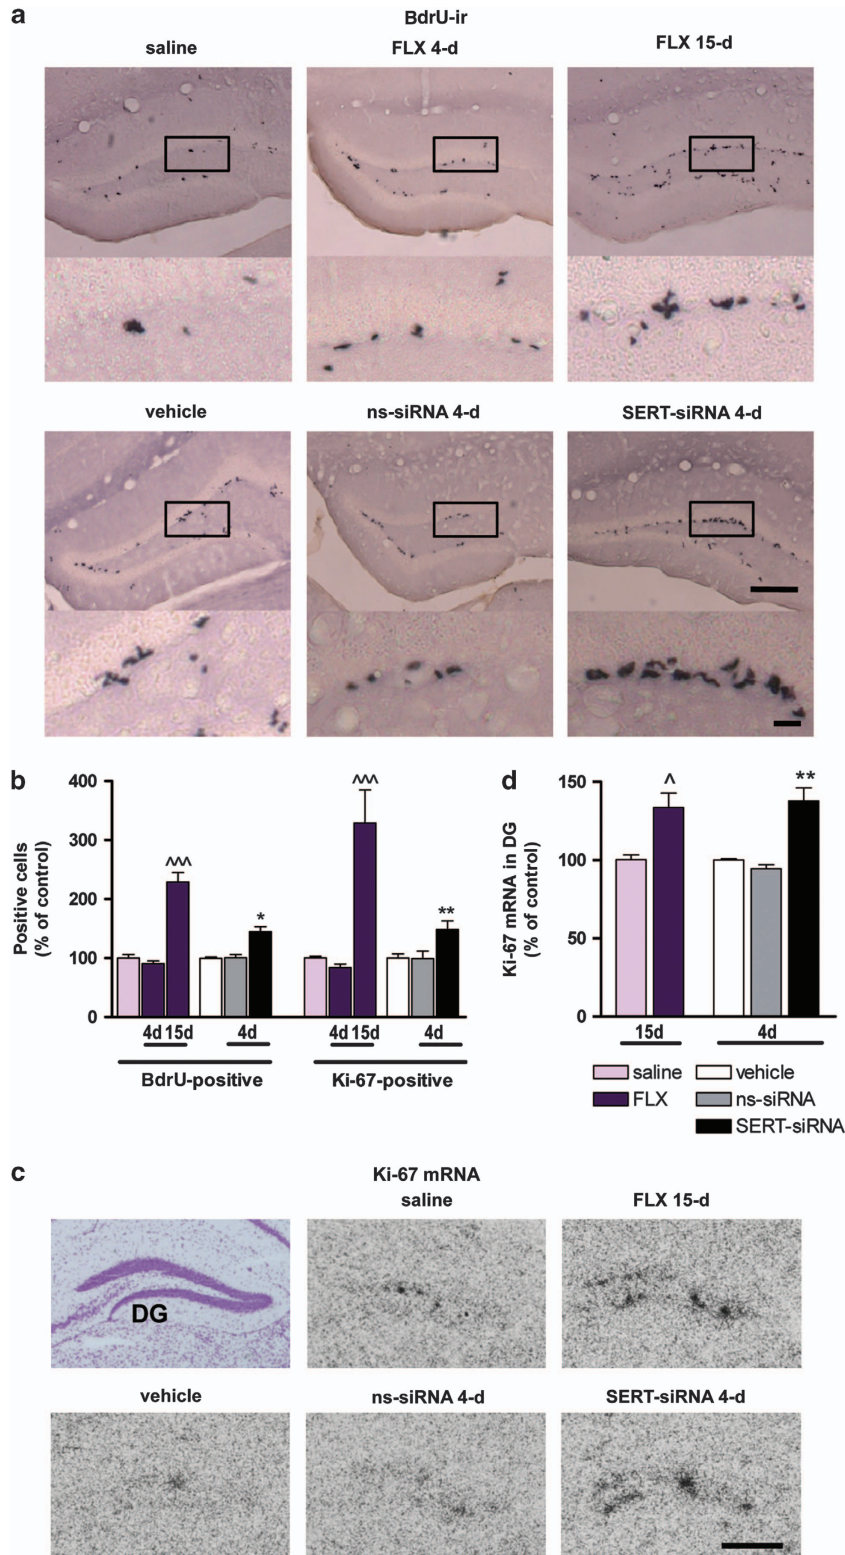 a
BdrU-ir
saline FLX 4-d FLX 15-d
vehicle ns-siRNA 4-d SERT-siRNA 4-d
b
400
300
200
100
0
Positive cells
(% of control)
^^^ * ^^^ **
4d 15d 4d 4d 15d 4d
BdrU-positive Ki-67-positive
d
150
100
50
0
Ki-67 mRNA in DG
(% of control)
^ **
15d 4d
saline vehicle
FLX ns-siRNA
SERT-siRNA
c
Ki-67 mRNA
saline FLX 15-d
DG
vehicle ns-siRNA 4-d SERT-siRNA 4-d